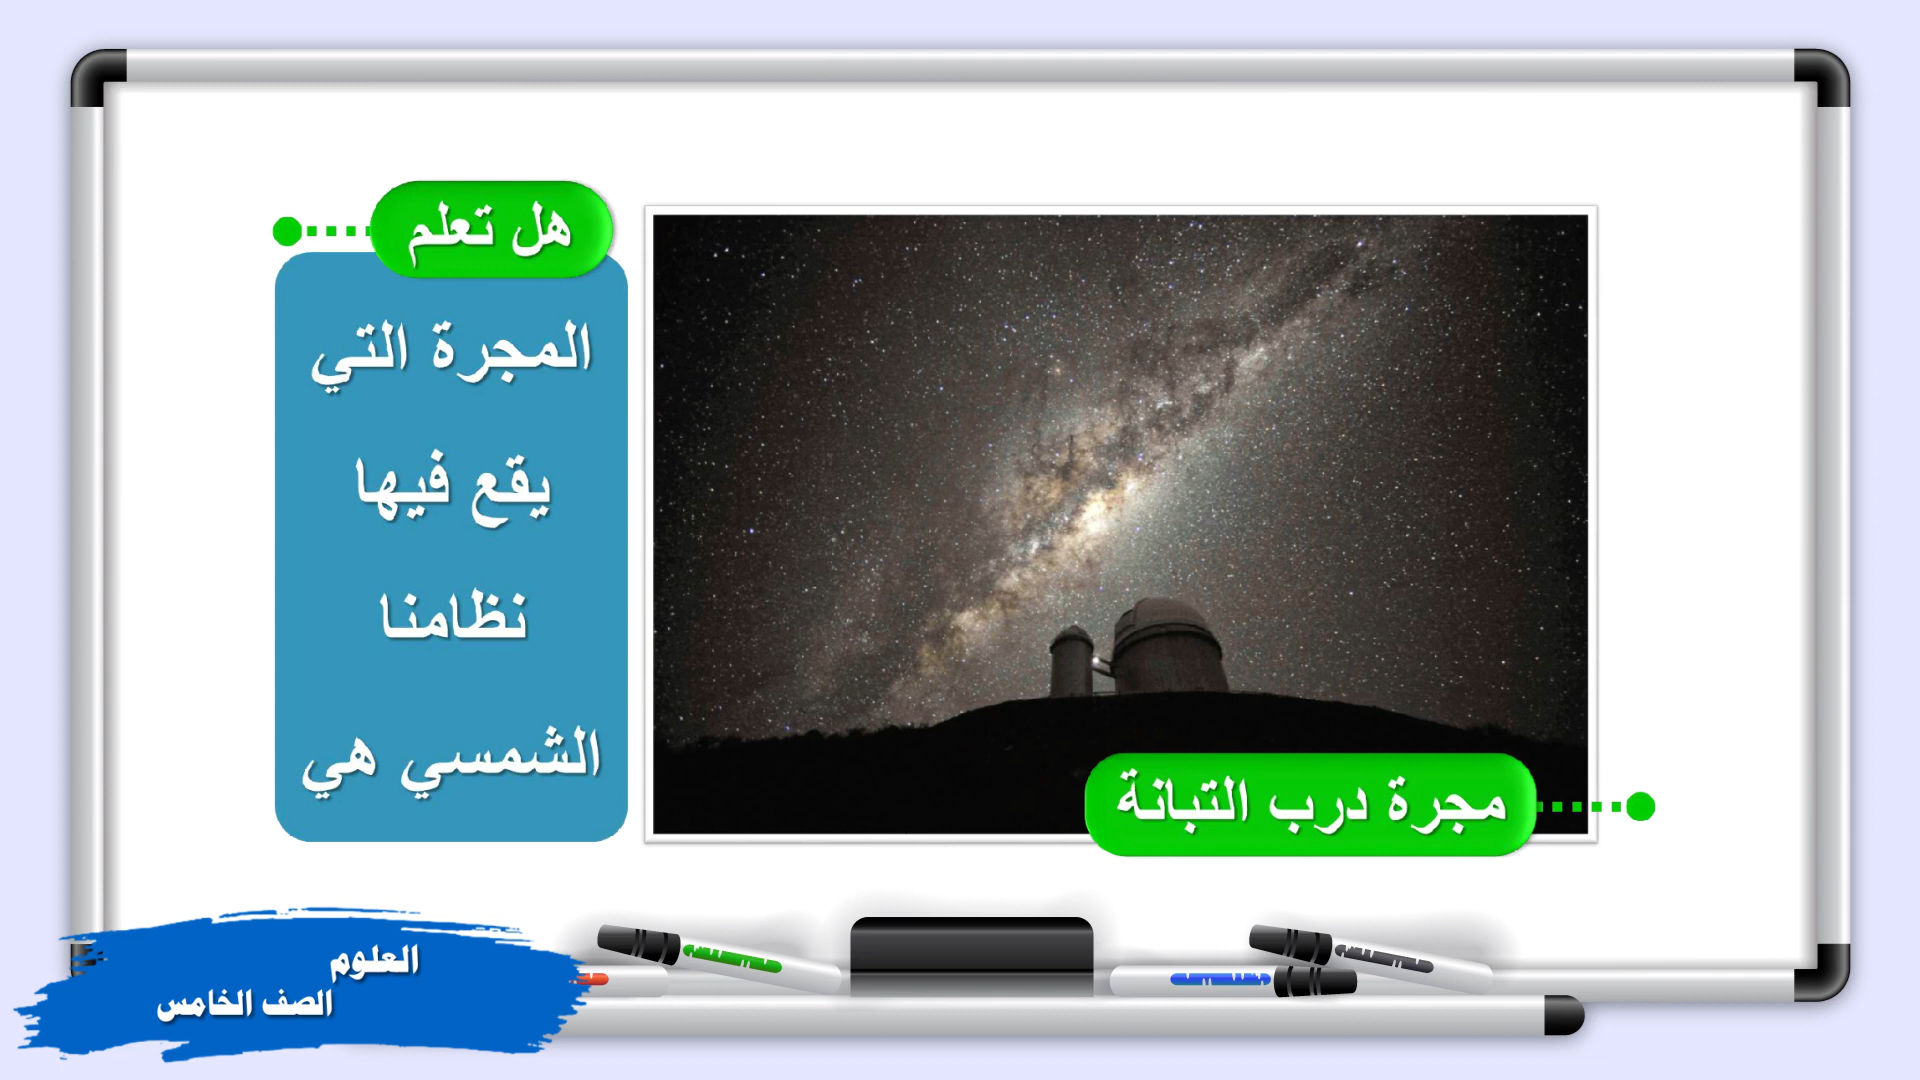 هل تعلم
المجرة التي
يقع فيها
نظامنا
الشمسي هي
مجرة درب التبانة
العلوم
الصف الخامس